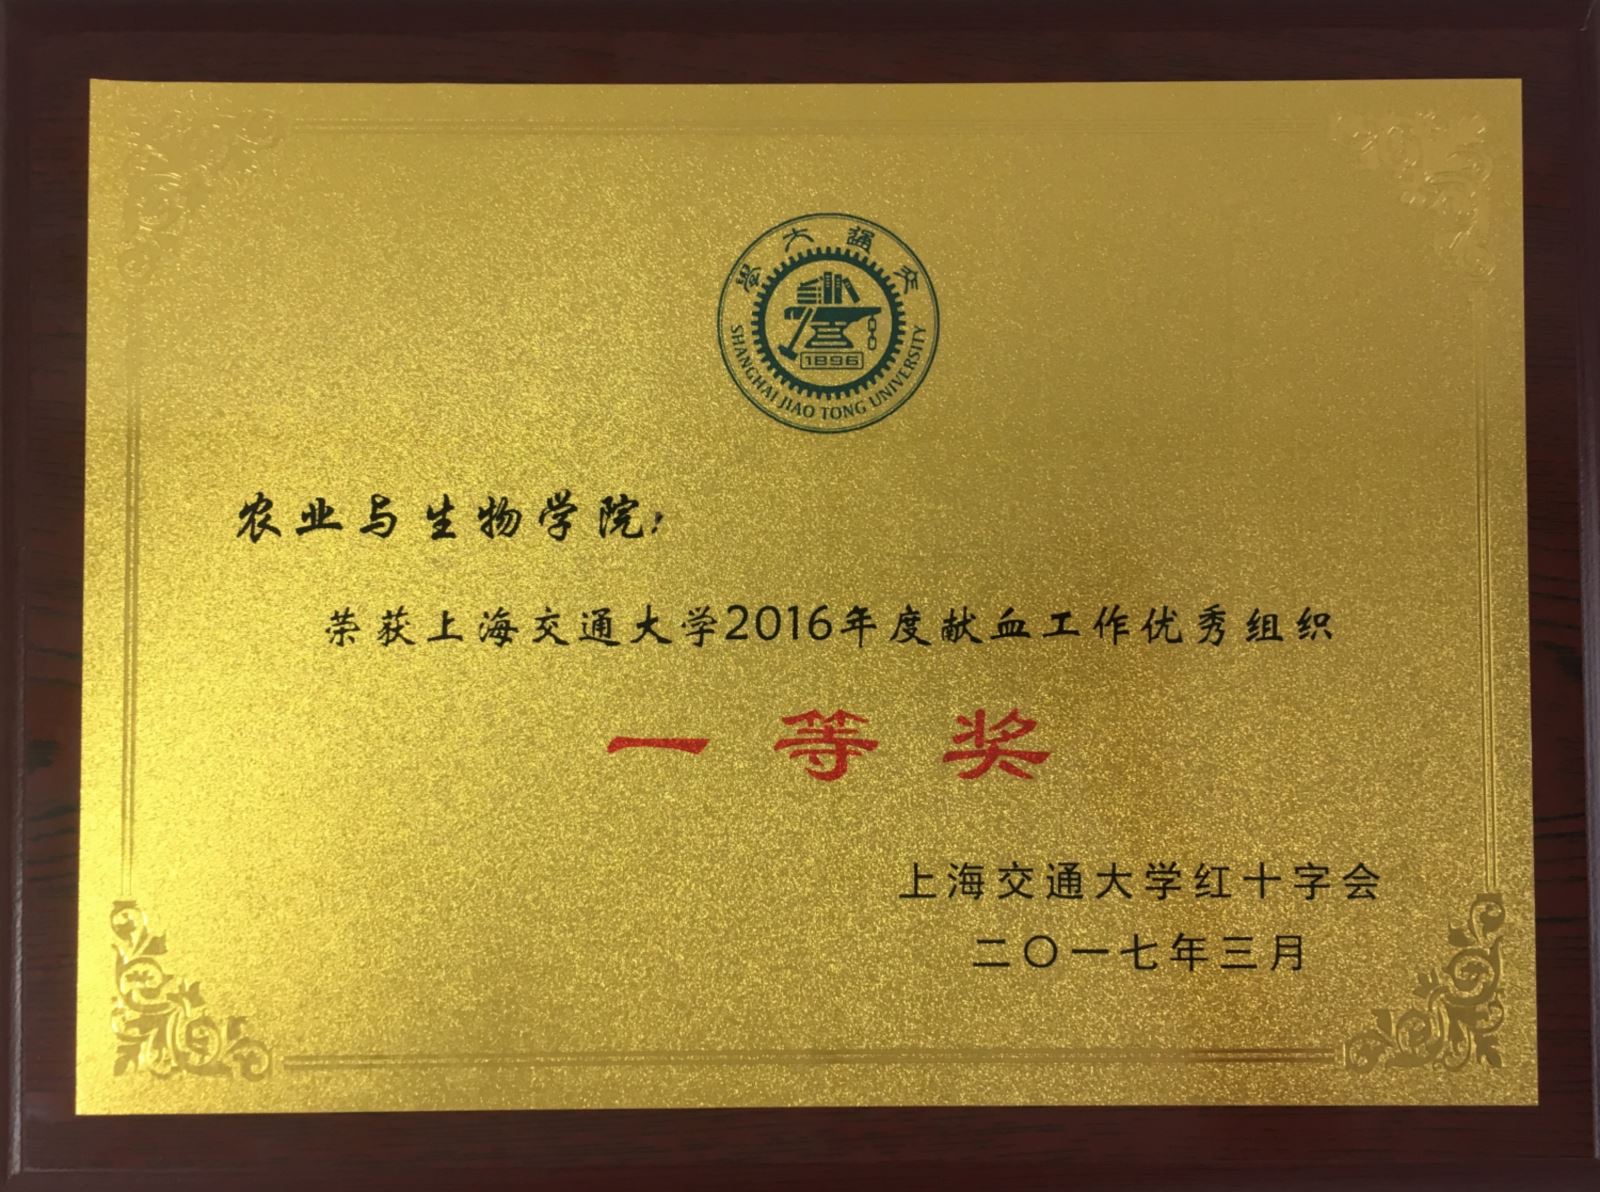 交通大學
1896
SHANGHAI JIAO TONG UNIVERSITY
农业与生物学院：
荣获上海交通大学2016年度献血工作优秀组织
一等奖
上海交通大学红十字会
二〇一七年三月